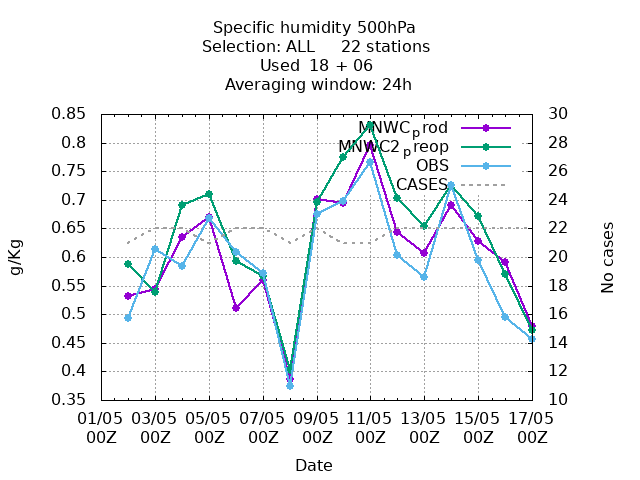 Specific humidity 500hPa
Selection: ALL 22 stations
Used 18 + 06
Averaging window: 24h
0.85
0.8
0.75
0.7
0.65
0.6
0.55
0.5
0.45
0.4
0.35
g/Kg
MNWCprod
MNWC2preop
OBS
CASES
30
28
26
24
22
20
18
16
14
12
10
No cases
01/05 03/05 05/05 07/05 09/05 11/05 13/05 15/05 17/05
00Z 00Z 00Z 00Z 00Z 00Z 00Z 00Z 00Z
Date